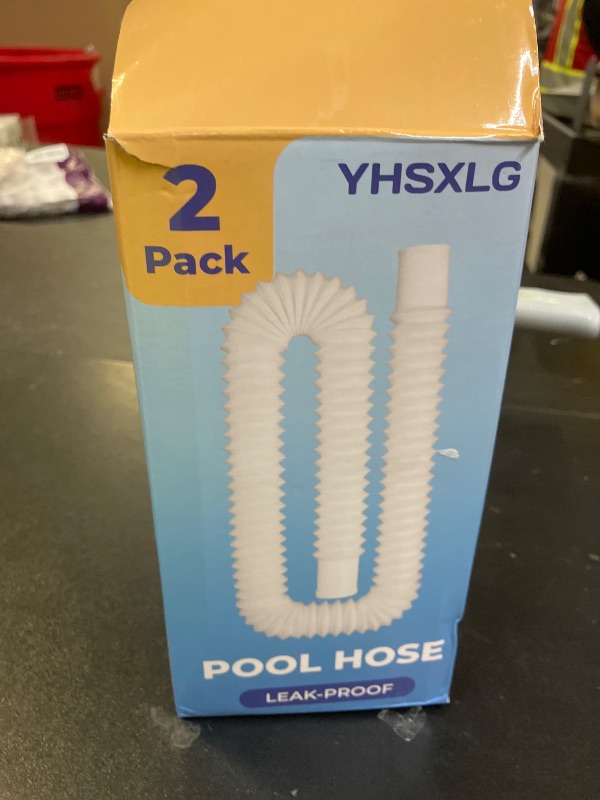 2
Pack
YHSXLG
POOL HOSE
LEAK-PROOF